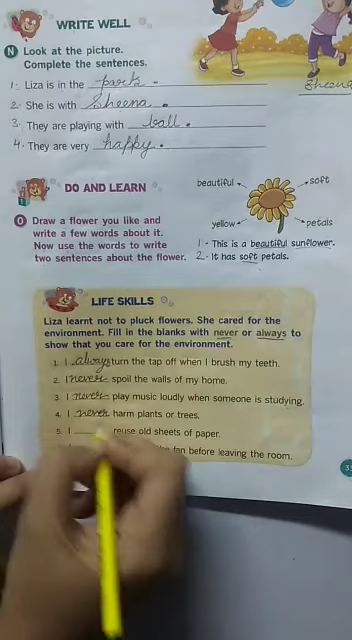 WRITE WELL
N Look at the picture.
Complete the sentences.
Sheena
1. Liza is in the park.
2. She is with Sheena.
3. They are playing with ball.
4. They are very happy.
DO AND LEARN
beautiful
soft
yellow
petals
O Draw a flower you like and
write a few words about it.
Now use the words to write
two sentences about the flower.
1- This is a beautiful sunflower.
2- It has soft petals.
LIFE SKILLS
Liza learnt not to pluck flowers. She cared for the
environment. Fill in the blanks with never or always to
show that you care for the environment.
1. I always turn the tap off when I brush my teeth.
2. I never spoil the walls of my home.
3. I never play music loudly when someone is studying.
4. I never harm plants or trees.
5. I ____ reuse old sheets of paper.
fan before leaving the room.